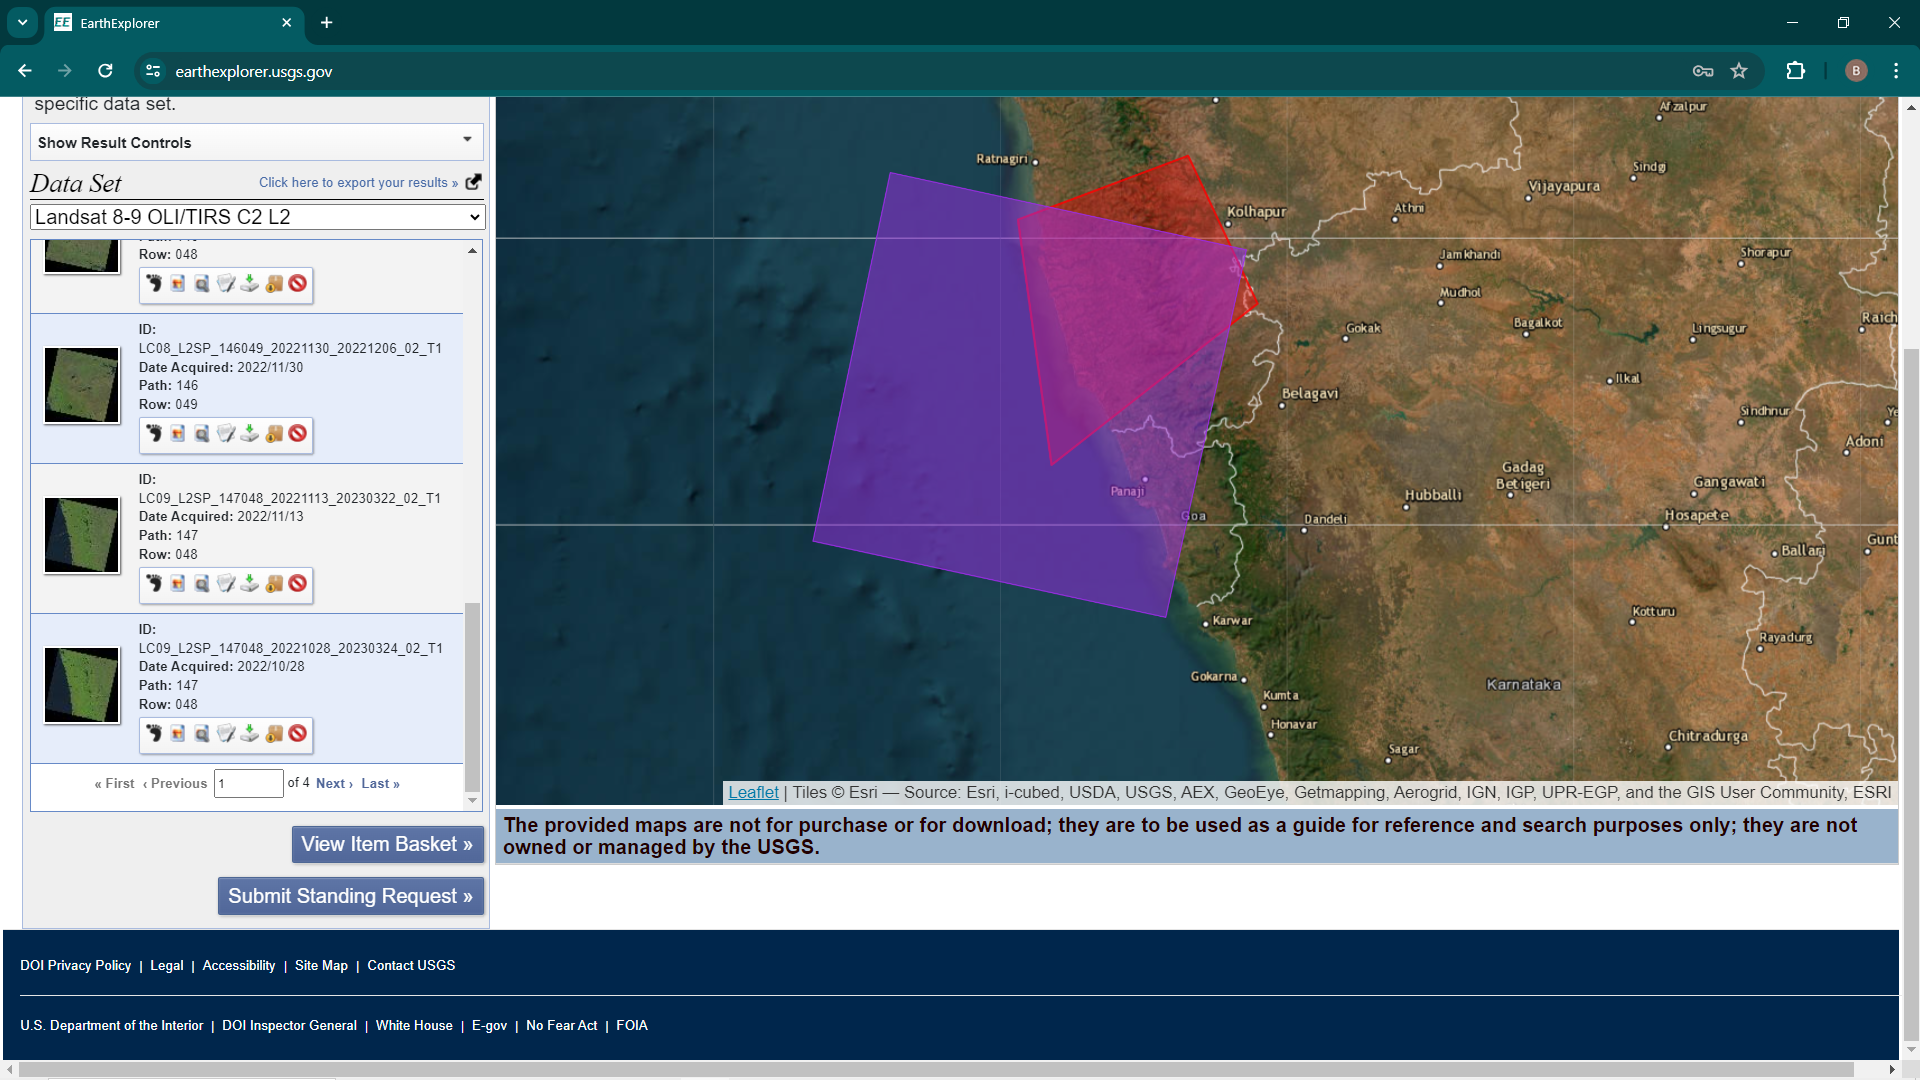 EarthExplorer
earthexplorer.usgs.gov
B
specific data set.
Show Result Controls
Data Set
Click here to export your results »
Landsat 8-9 OLI/TIRS C2 L2
Row: 048
ID:
LC08_L2SP_146049_20221130_20221206_02_T1
Date Acquired: 2022/11/30
Path: 146
Row: 049
ID:
LC09_L2SP_147048_20221113_20230322_02_T1
Date Acquired: 2022/11/13
Path: 147
Row: 048
ID:
LC09_L2SP_147048_20221028_20230324_02_T1
Date Acquired: 2022/10/28
Path: 147
Row: 048
« First ‹ Previous 1 of 4 Next › Last »
View Item Basket »
Submit Standing Request »
Afzalpur
Ratnagiri
Sindgi
Vijayapura
Kolhapur
Athni
Jamkhandi
Shorapur
Mudhol
Gokak
Bagalkot
Lingsugur
Raich
Belagavi
Ilkal
Sindhnur
Ye
Adoni
Gadag
Betigeri
Panaji
Hubballi
Gangawati
Goa
Dandeli
Hosapete
Ballari
Gunt
Karwar
Kotturu
Rayadurg
Gokarna
Karnataka
Kumta
Honavar
Chitradurga
Sagar
Leaflet | Tiles © Esri — Source: Esri, i-cubed, USDA, USGS, AEX, GeoEye, Getmapping, Aerogrid, IGN, IGP, UPR-EGP, and the GIS User Community, ESRI
The provided maps are not for purchase or for download; they are to be used as a guide for reference and search purposes only; they are not
owned or managed by the USGS.
DOI Privacy Policy | Legal | Accessibility | Site Map | Contact USGS
U.S. Department of the Interior | DOI Inspector General | White House | E-gov | No Fear Act | FOIA